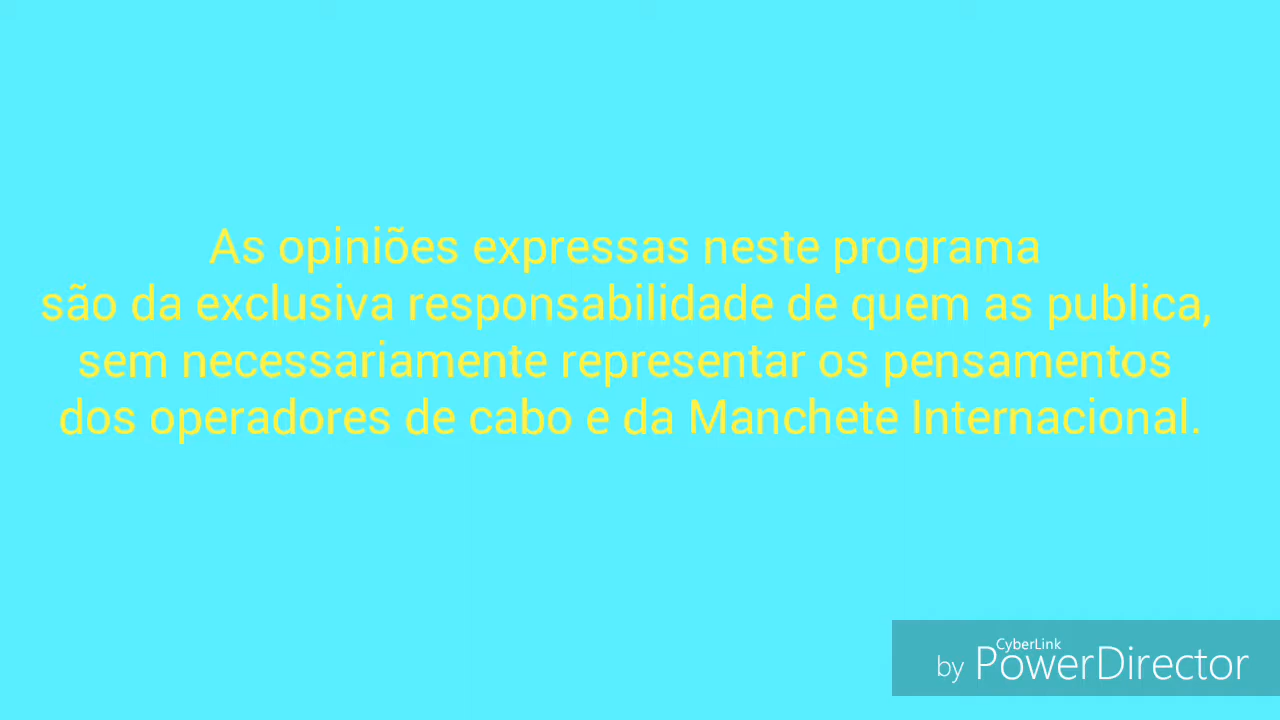 As opiniões expressas neste programa
são da exclusiva responsabilidade de quem as publica,
sem necessariamente representar os pensamentos
dos operadores de cabo e da Manchete Internacional.
CyberLink
by PowerDirector